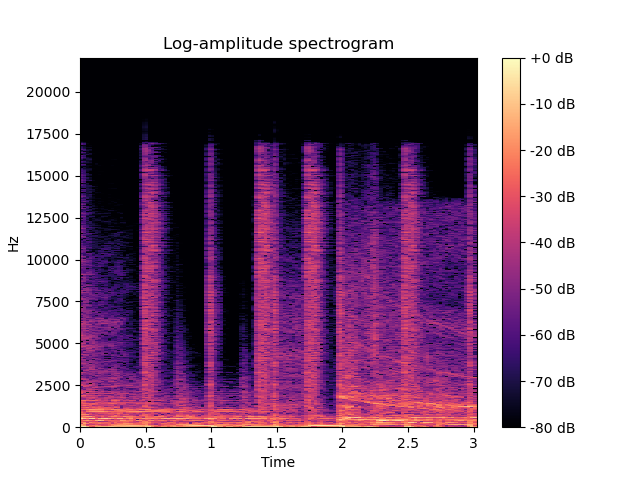 Log-amplitude spectrogram
Hz
20000
17500
15000
12500
10000
7500
5000
2500
0
0 0.5 1 1.5 2 2.5 3
Time
+0 dB
-10 dB
-20 dB
-30 dB
-40 dB
-50 dB
-60 dB
-70 dB
-80 dB